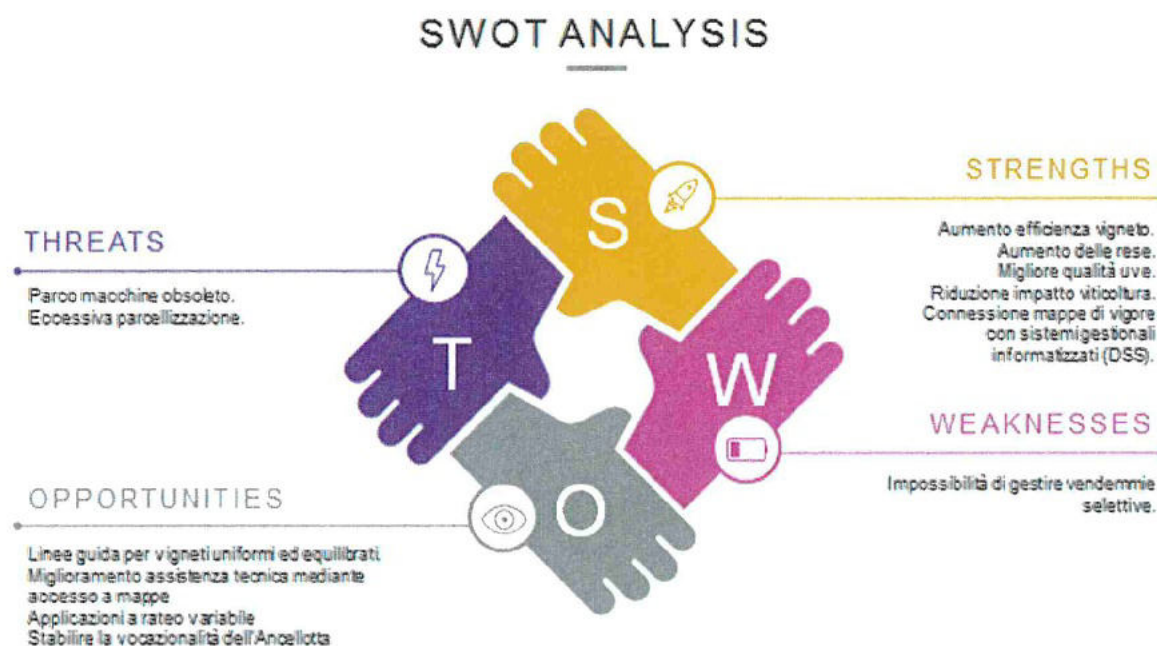 SWOT ANALYSIS
S
T
W
O
THREATS
Parco macchine obsoleto.
Eccessiva parcellizzazione.
STRENGTHS
Aumento efficienza vigneto.
Aumento delle rese.
Migliore qualità uve.
Riduzione impatto viticoltura.
Connessione mappe di vigore
con sistemi gestionali
informatizzati (DSS).
WEAKNESSES
Impossibilità di gestire vendemmie
selettive.
OPPORTUNITIES
Linee guida per vigneti uniformi ed equilibrati.
Miglioramento assistenza tecnica mediante
accesso a mappe
Applicazioni a rateo variabile
Stabilire la vocazionalità dell'Ancellotta